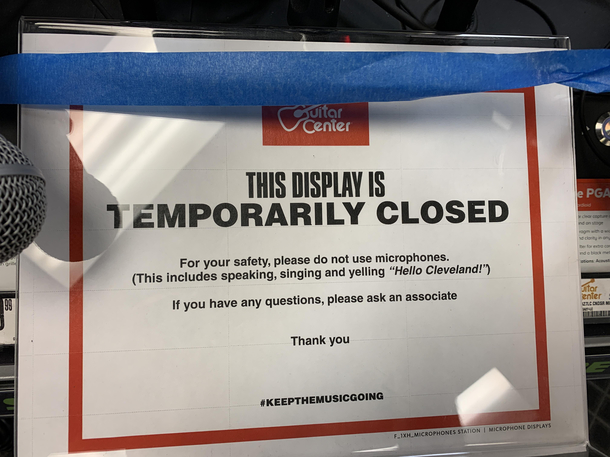 Guitar
Center
THIS DISPLAY IS
TEMPORARILY CLOSED
For your safety, please do not use microphones.
(This includes speaking, singing and yelling "Hello Cleveland!")
If you have any questions, please ask an associate
Thank you
#KEEPTHEMUSICGOING
F_1XH_MICROPHONES STATION | MICROPHONE DISPLAYS
e PGA